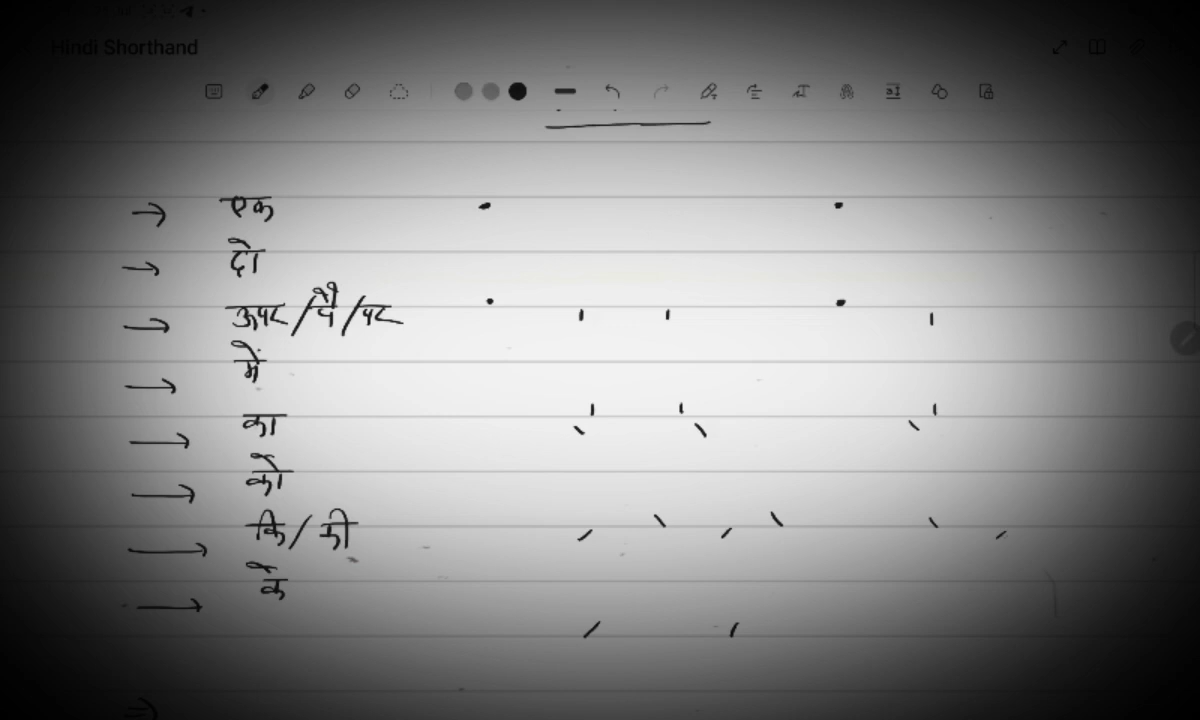 Hindi Shorthand
→ एक
→ दो
→ ऊपर / पे / पर
→ में
→ का
→ को
→ कि / की
→ के